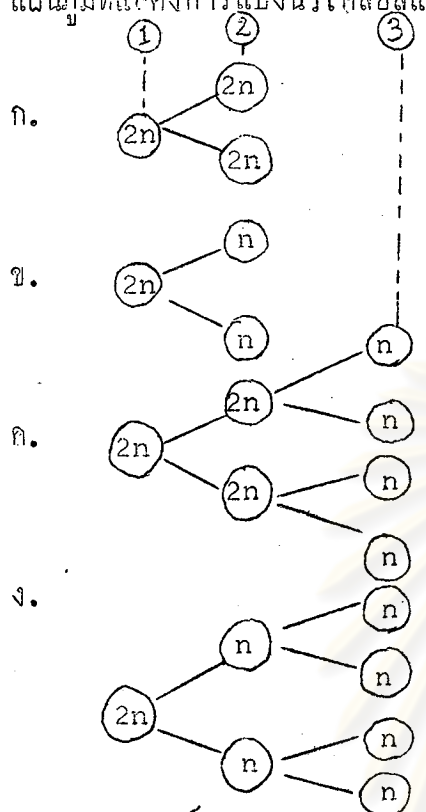 ① ② ③
ก. 2n 2n 2n
ข. 2n n n
ค. 2n 2n 2n n n n n
ง. 2n n n n n n n